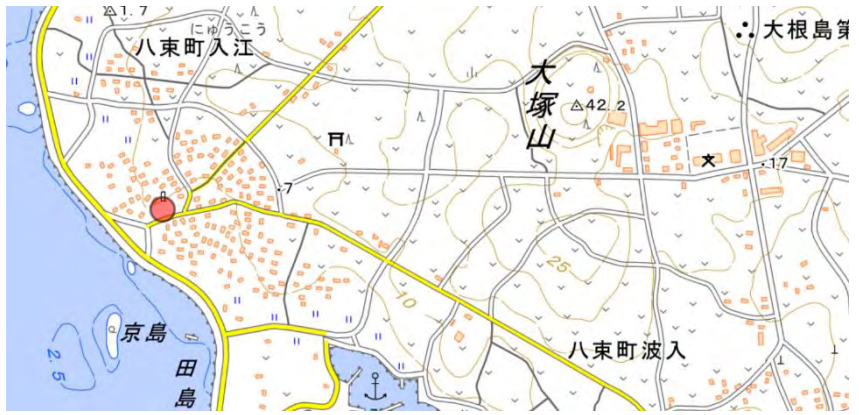 1.7
にゅうこう
八束町入江
大根島第
大塚山
42.2
7
17
25
10
京島
2.5
田島
八束町波入